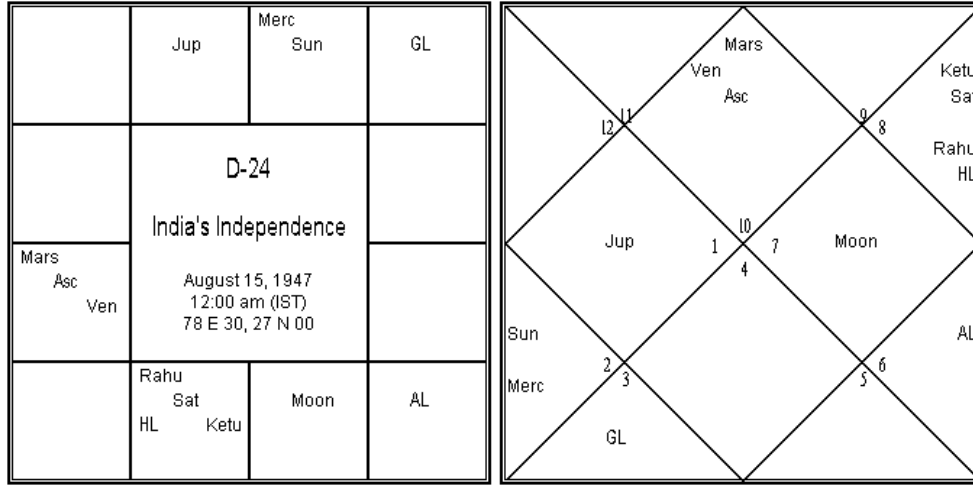 Jup
Merc
Sun
GL
D-24
India's Independence
August 15, 1947
12:00 am (IST)
78 E 30, 27 N 00
Mars
Asc
Ven
Rahu
Sat
HL Ketu
Moon
AL
Mars
Ven
Asc
Ketu
Sat
Rahu
HL
11
12
9
8
10
Jup
1
7
Moon
4
Sun
Merc
2
3
5
6
AL
GL